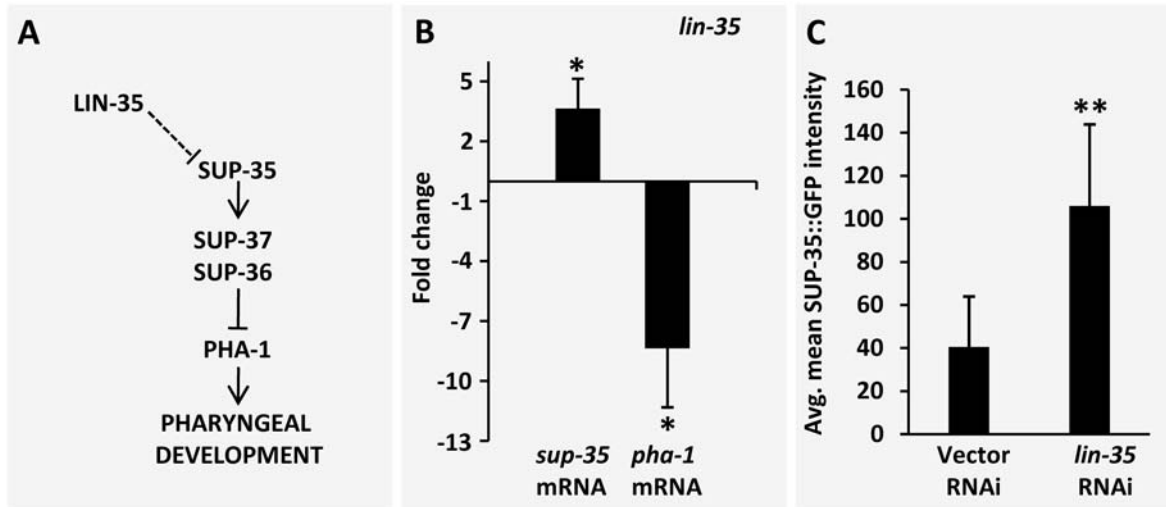 A
LIN-35
SUP-35
SUP-37
SUP-36
PHA-1
PHARYNGEAL
DEVELOPMENT
B
lin-35
Fold change
5
2
-1
-4
-7
-10
-13
*
*
sup-35 pha-1
mRNA mRNA
C
Avg. mean SUP-35::GFP intensity
160
140
120
100
80
60
40
20
0
**
Vector lin-35
RNAi RNAi